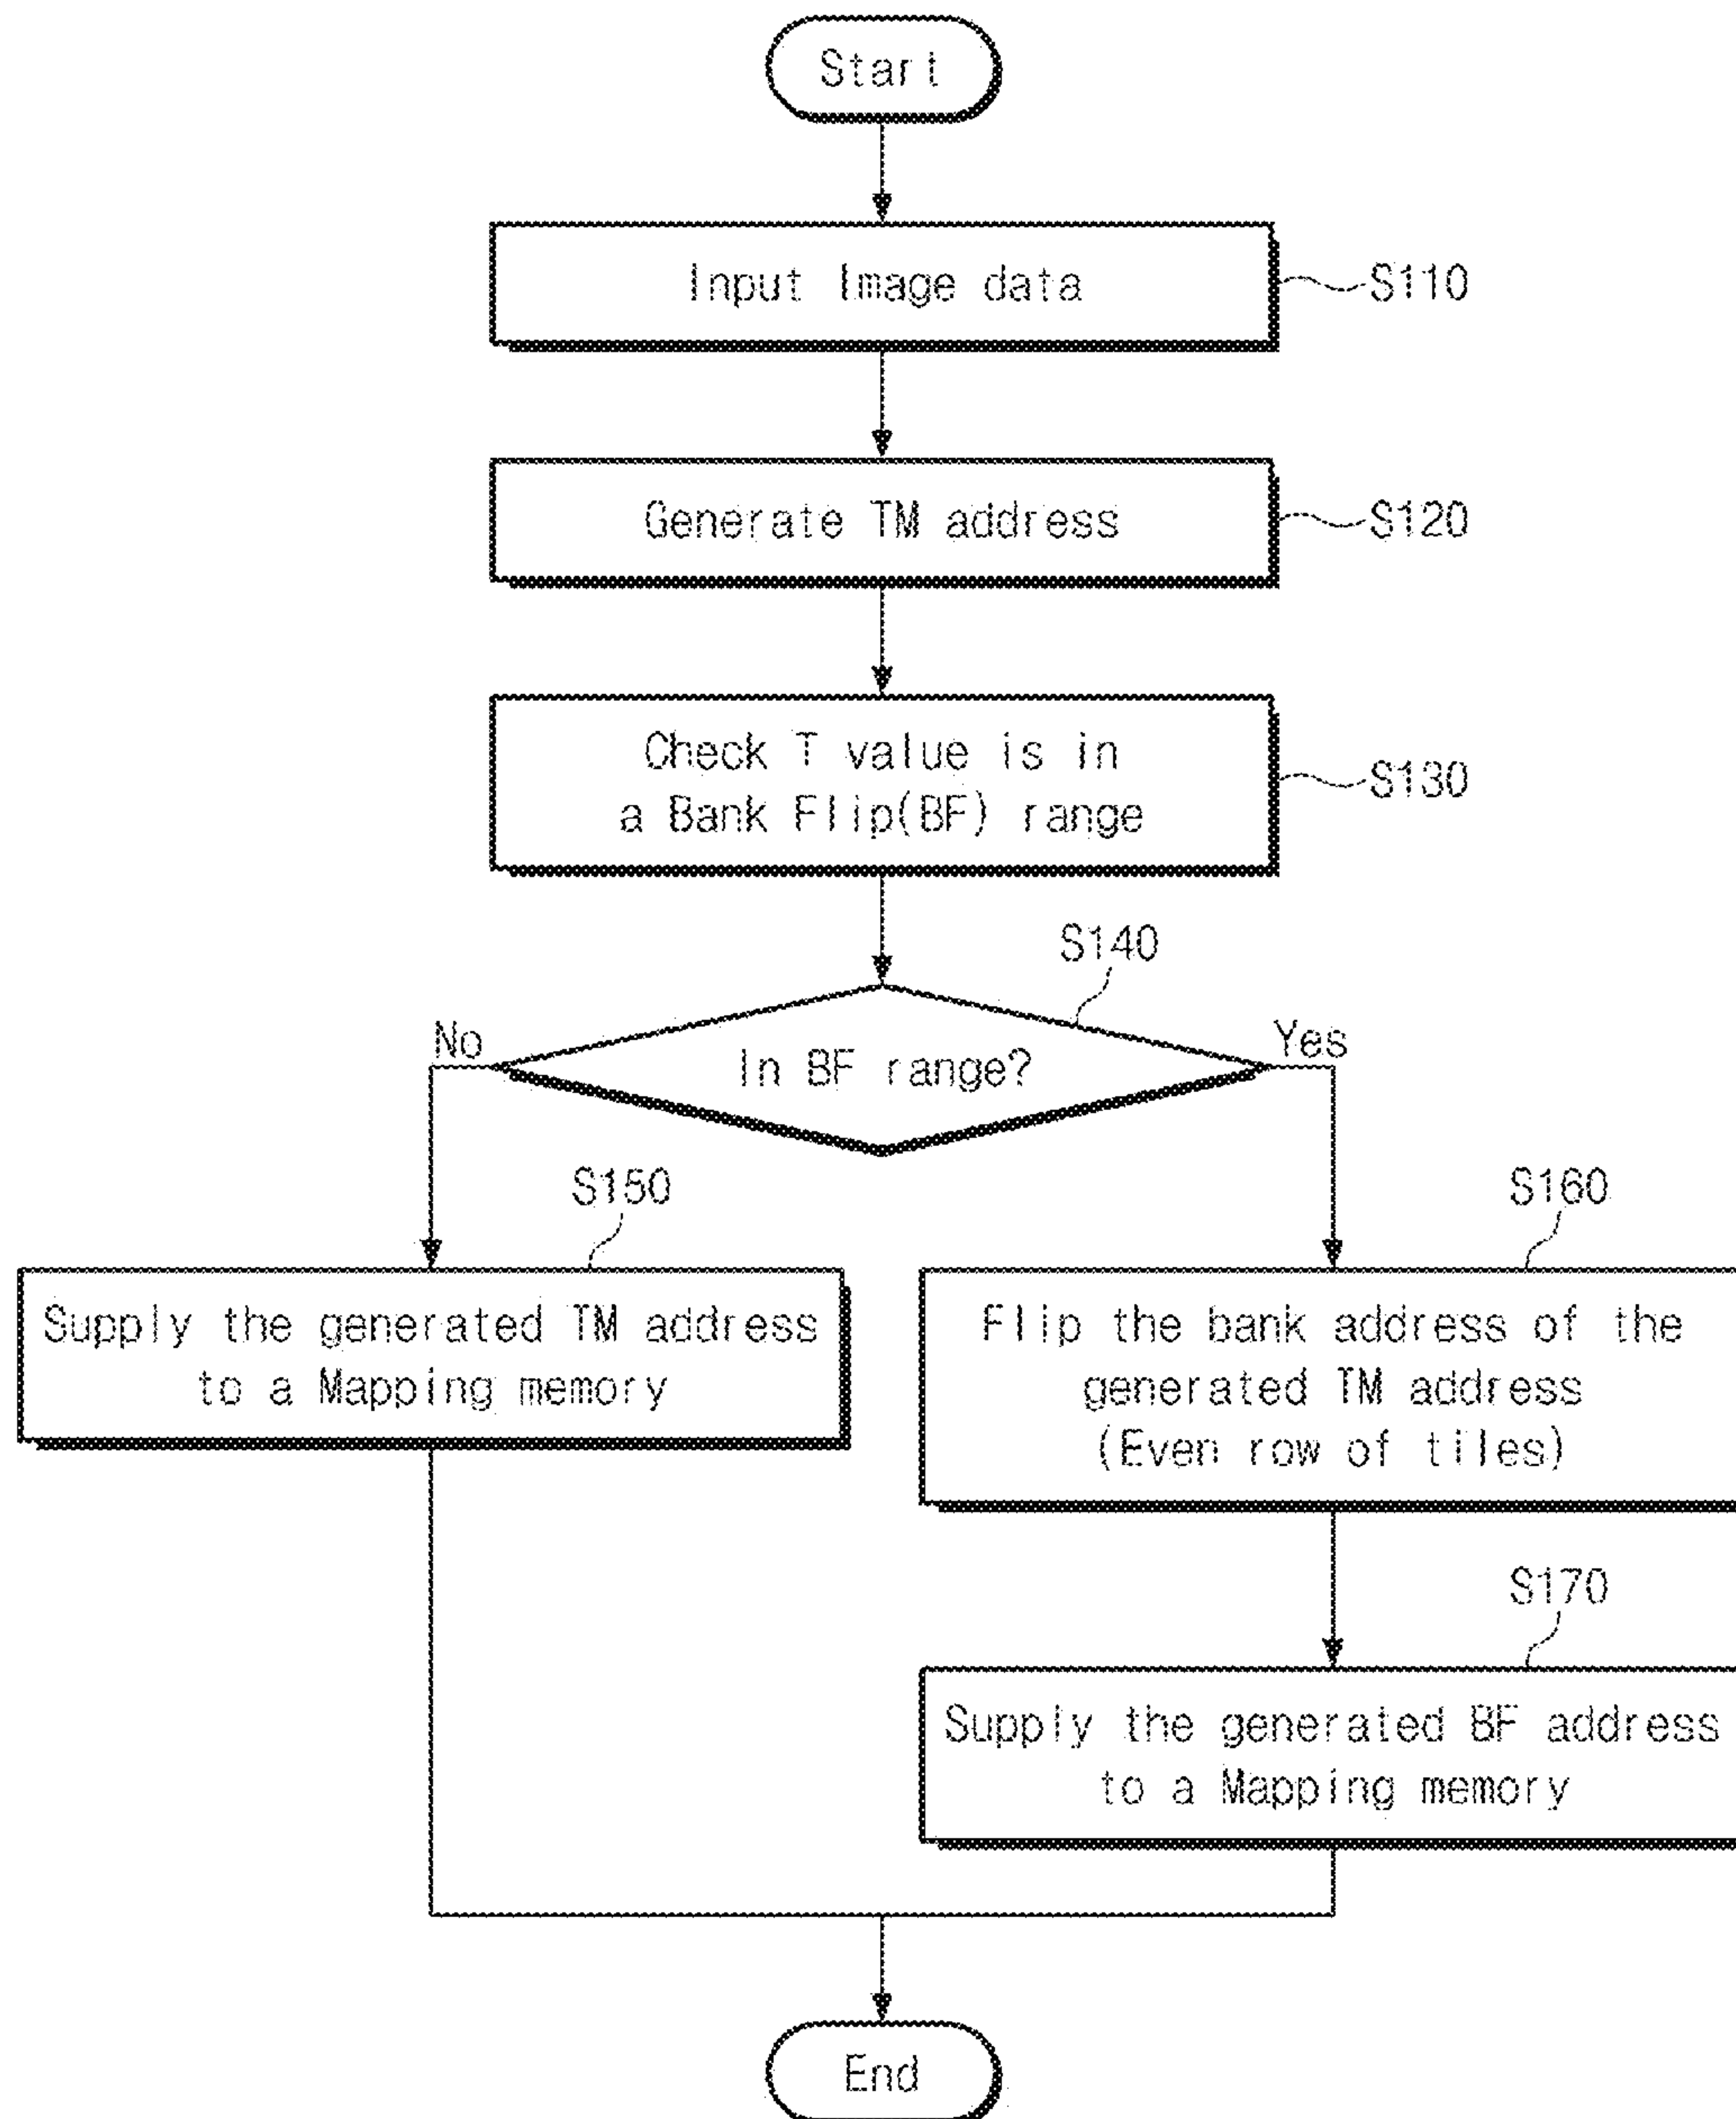 Start
Input Image data
S110
Generate TM address
S120
Check T value is in
a Bank Flip(BF) range
S130
S140
No
In BF range?
Yes
S150
Supply the generated TM address
to a Mapping memory
S160
Flip the bank address of the
generated TM address
(Even row of tiles)
S170
Supply the generated BF address
to a Mapping memory
End